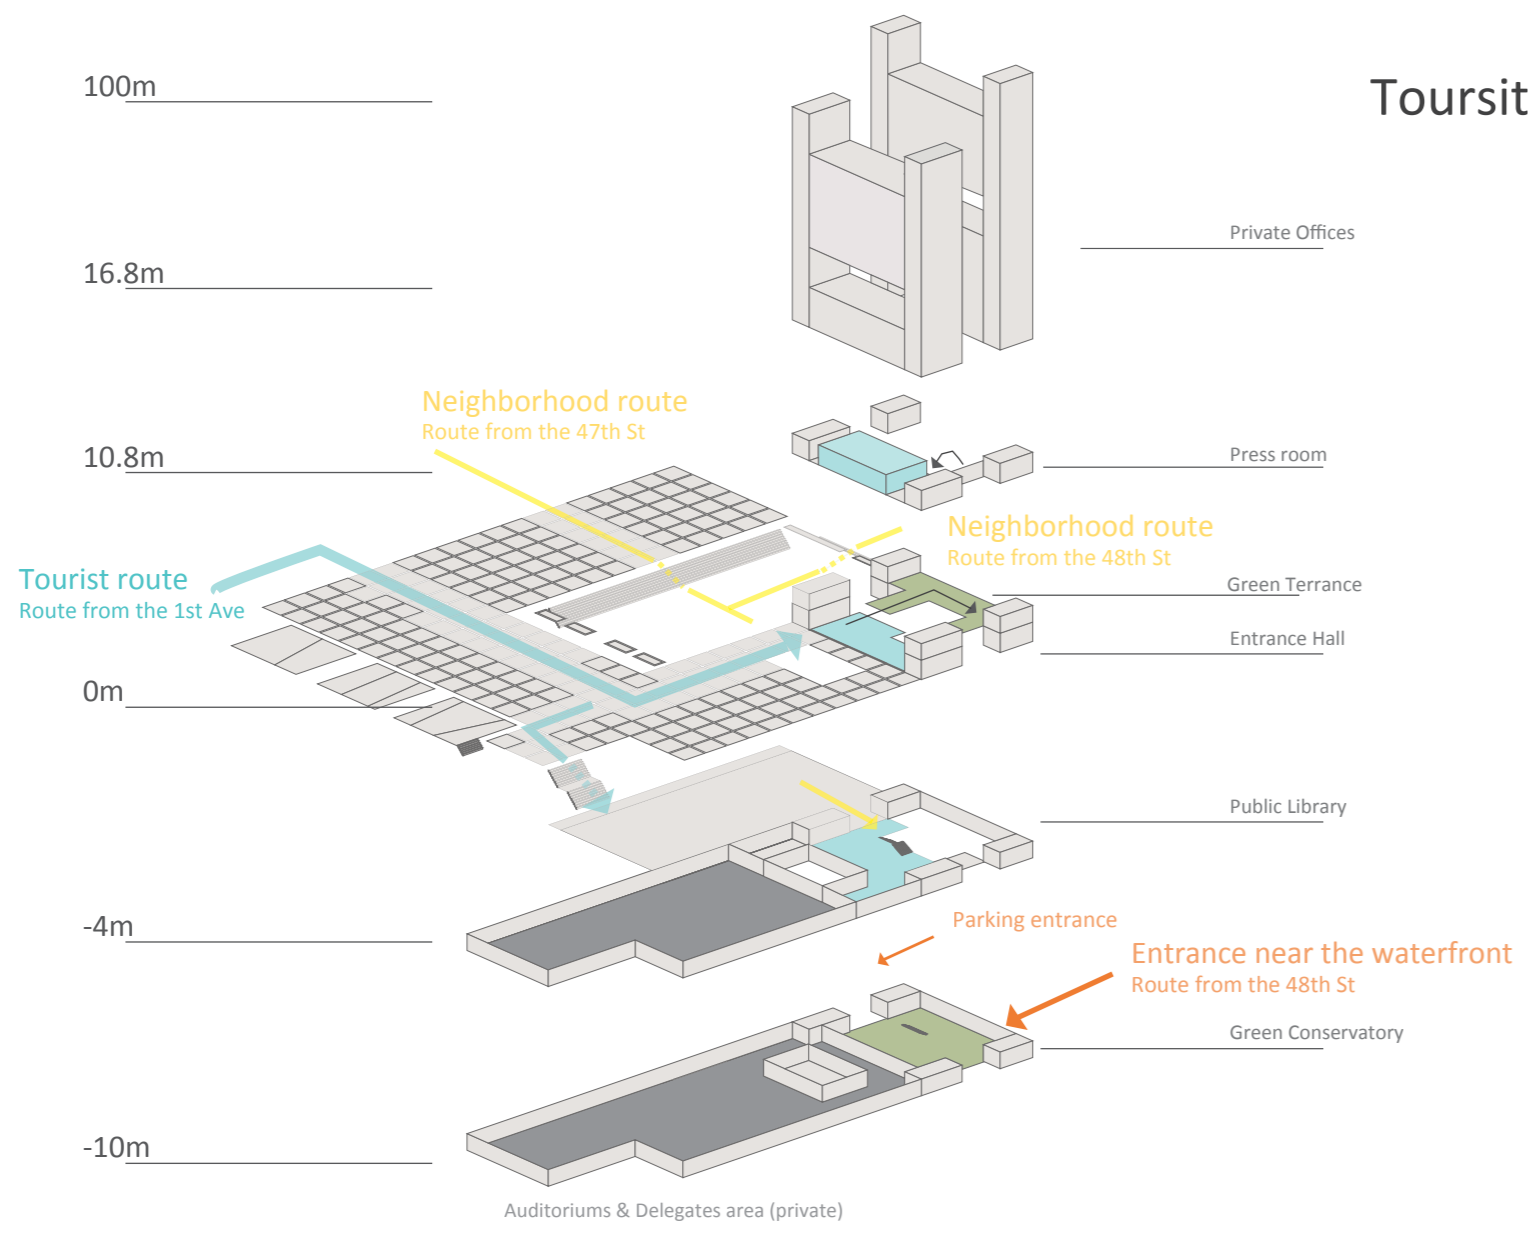 100m
Toursit
Private Offices
16.8m
Neighborhood route
Route from the 47th St
10.8m
Press room
Neighborhood route
Route from the 48th St
Tourist route
Route from the 1st Ave
Green Terrance
Entrance Hall
0m
Public Library
-4m
Parking entrance
Entrance near the waterfront
Route from the 48th St
Green Conservatory
-10m
Auditoriums & Delegates area (private)